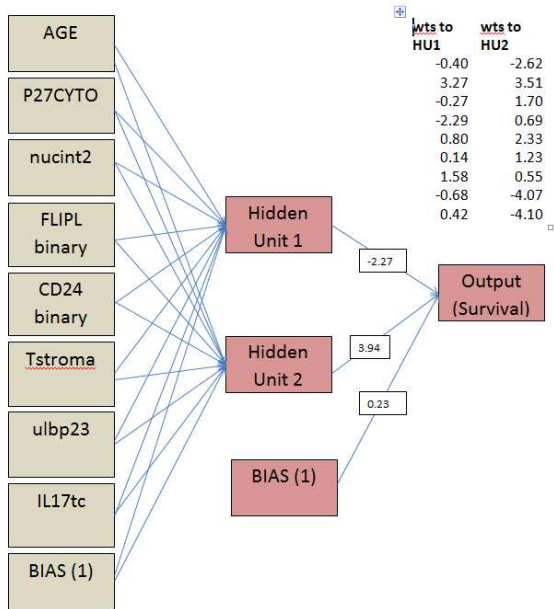 AGE
P27CYTO
nucint2
FLIPL
binary
CD24
binary
Tstroma
ulbp23
IL17tc
BIAS (1)
Hidden
Unit 1
Hidden
Unit 2
BIAS (1)
-2.27
3.94
0.23
Output
(Survival)
wts to wts to
HU1 HU2
-0.40 -2.62
3.27 3.51
-0.27 1.70
-2.29 0.69
0.80 2.33
0.14 1.23
1.58 0.55
-0.68 -4.07
0.42 -4.10